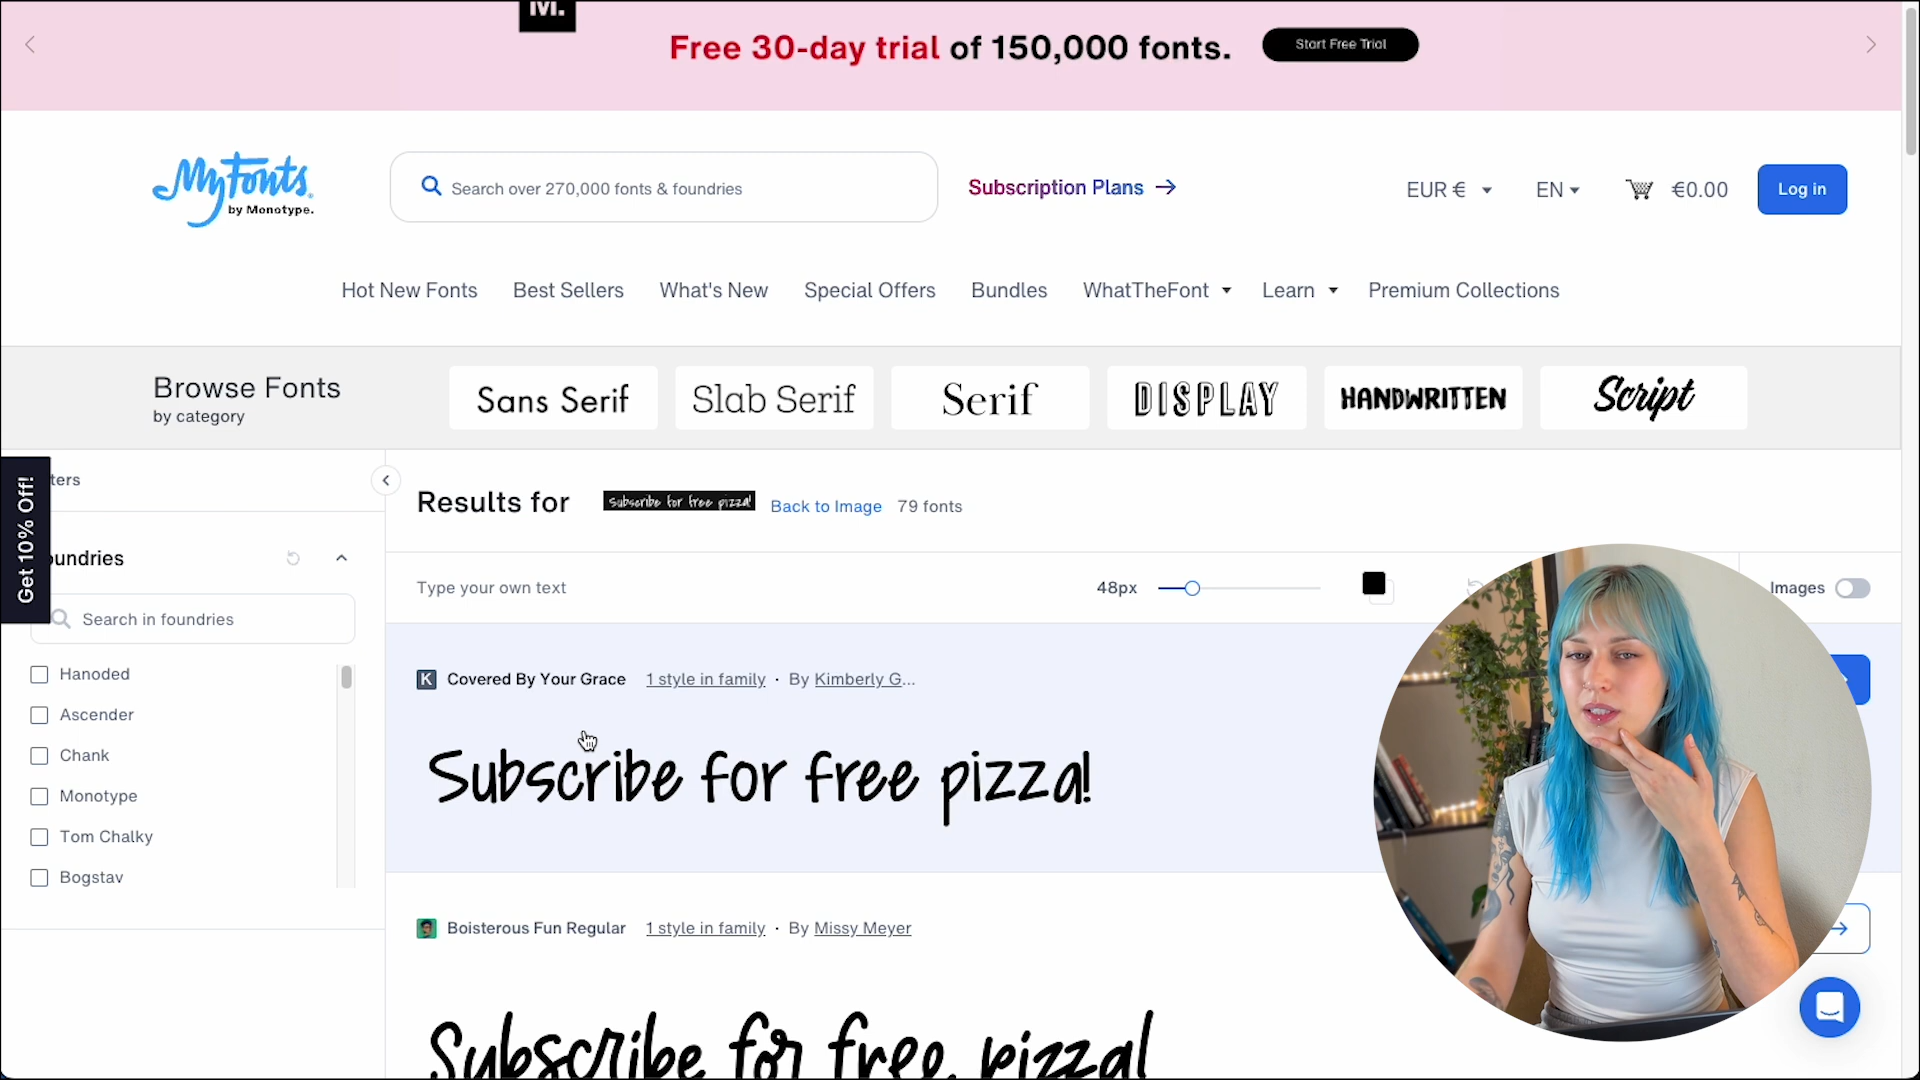 M.
Free 30-day trial of 150,000 fonts.
Start Free Trial
MyFonts
by Monotype.
Search over 270,000 fonts & foundries
Subscription Plans →
EUR €
EN
€0.00
Log in
Hot New Fonts
Best Sellers
What's New
Special Offers
Bundles
WhatTheFont
Learn
Premium Collections
Browse Fonts
by category
Sans Serif
Slab Serif
Serif
DISPLAY
HANDWRITTEN
Script
Get 10% Off!
ters
oundries
Search in foundries
Hanoded
Ascender
Chank
Monotype
Tom Chalky
Bogstav
Results for
Subscribe for free pizza!
Back to Image
79 fonts
Type your own text
48px
Images
K
Covered By Your Grace
1 style in family · By Kimberly G...
Subscribe for free pizza!
Boisterous Fun Regular
1 style in family · By Missy Meyer
Subscribe for free pizza!